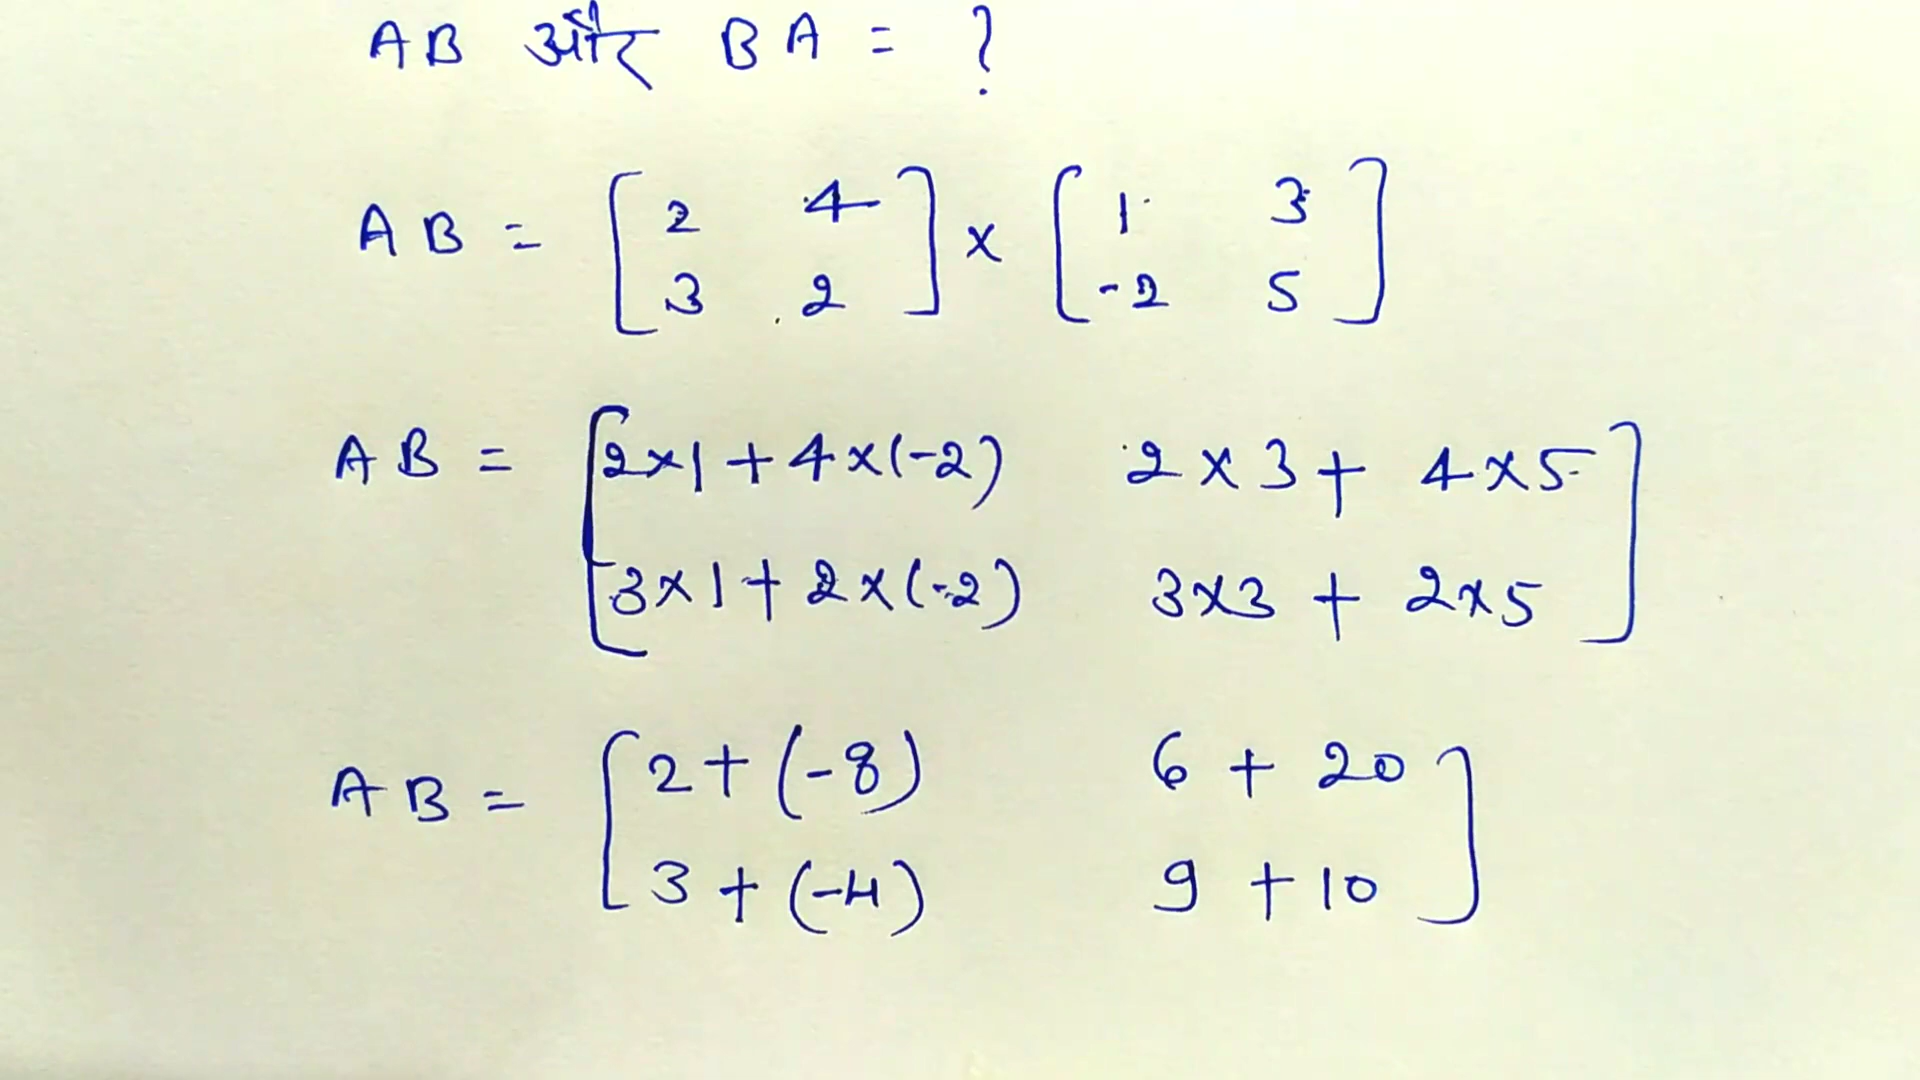 AB और BA = ?
AB = [ 2 4 ] × [ 1 3 ]
3 2 -2 5
AB = [ 2×1 + 4×(-2) 2×3 + 4×5 ]
3×1 + 2×(-2) 3×3 + 2×5
AB = [ 2+(-8) 6 + 20 ]
3+(-4) 9 +10